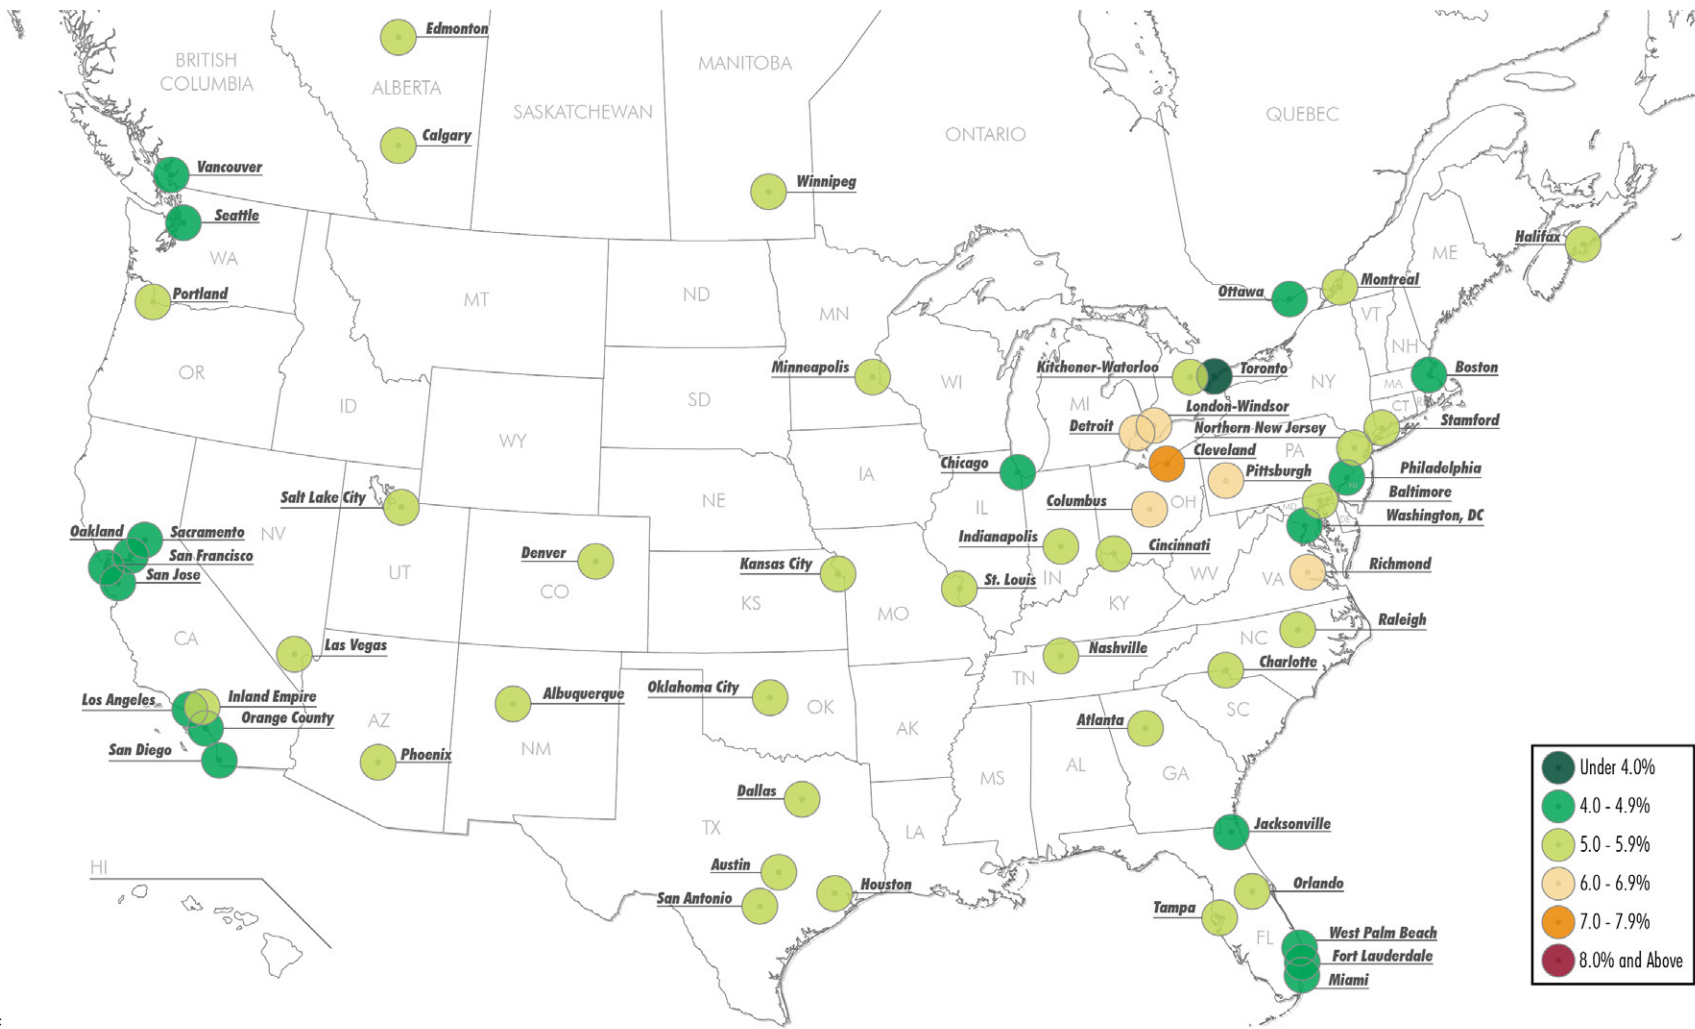 Edmonton
BRITISH
COLUMBIA
MANITOBA
ALBERTA
SASKATCHEWAN
QUEBEC
ONTARIO
Calgary
Vancouver
Winnipeg
Seattle
Halifax
ME
WA
Montreal
Ottawa
Portland
MT
ND
MN
VT
NH
Minneapolis
Kitchener-Waterloo
Toronto
Boston
OR
WI
NY
MA
ID
SD
MI
London-Windsor
CT
R
Detroit
Northern New Jersey
Stamford
WY
PA
Cleveland
Chicago
Pittsburgh
Philadelphia
IA
NJ
Salt Lake City
NE
Columbus
OH
Baltimore
IL
MD
DE
Washington, DC
Oakland
Sacramento
NV
San Francisco
San Jose
Denver
Indianapolis
Cincinnati
Kansas City
St. Louis
IN
Richmond
UT
CO
KS
MO
KY
WV
VA
CA
Las Vegas
Nashville
NC
Raleigh
TN
Charlotte
Los Angeles
Inland Empire
Orange County
Albuquerque
Oklahoma City
OK
AZ
NM
AK
SC
Atlanta
San Diego
Phoenix
MS
AL
GA
Dallas
TX
LA
Jacksonville
Austin
San Antonio
Houston
HI
Orlando
Tampa
FL
West Palm Beach
Fort Lauderdale
Miami
Under 4.0%
4.0 - 4.9%
5.0 - 5.9%
6.0 - 6.9%
7.0 - 7.9%
8.0% and Above